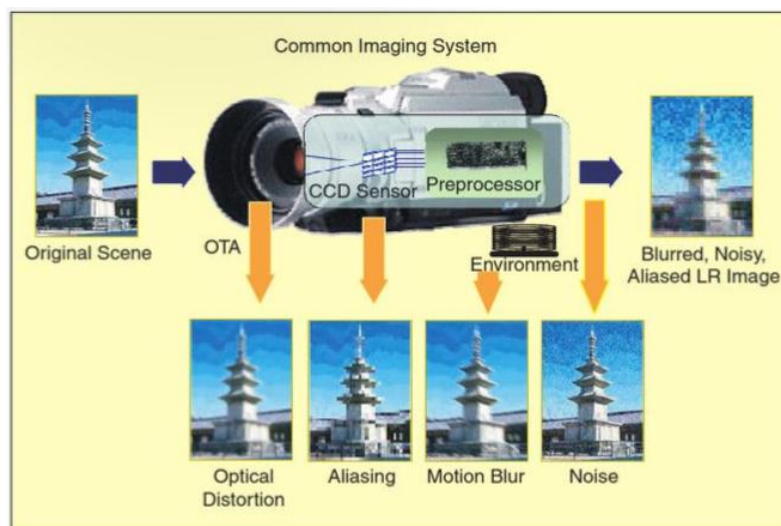 Common Imaging System
CCD Sensor
Preprocessor
Original Scene
OTA
Environment
Blurred, Noisy,
Aliased LR Image
Optical
Distortion
Aliasing
Motion Blur
Noise